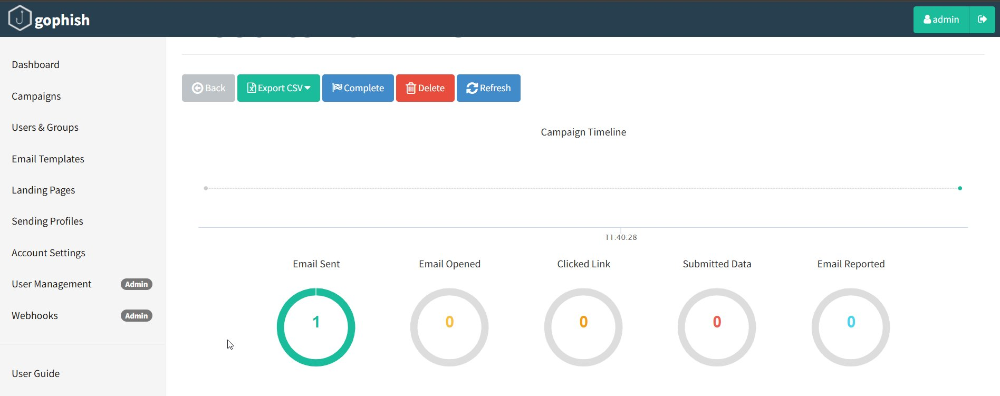 gophish
admin
Dashboard
Campaigns
Users & Groups
Email Templates
Landing Pages
Sending Profiles
Account Settings
User Management Admin
Webhooks Admin
User Guide
Back Export CSV Complete Delete Refresh
Campaign Timeline
11:40:28
Email Sent Email Opened Clicked Link Submitted Data Email Reported
1 0 0 0 0